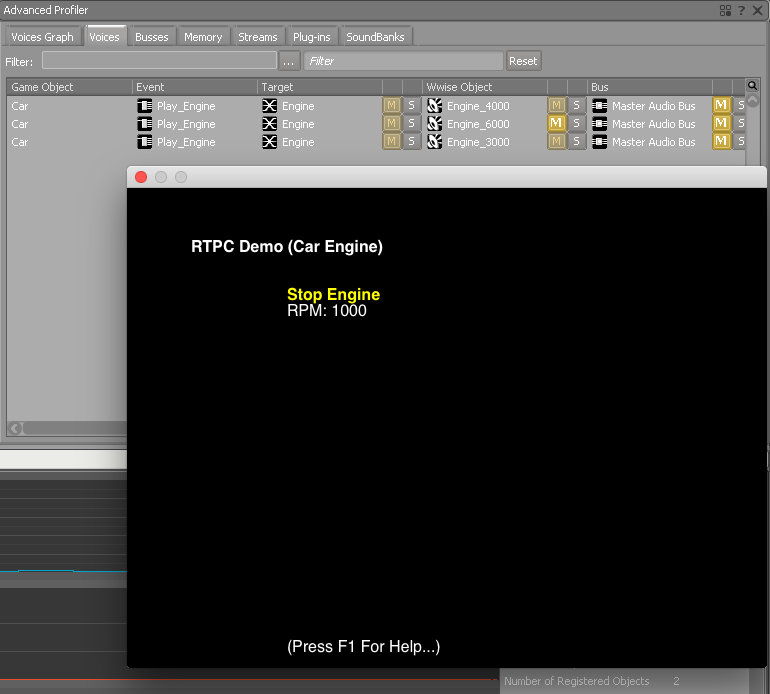 Advanced Profiler ?
Voices Graph Voices Busses Memory Streams Plug-ins SoundBanks
Filter: ... Filter Reset
Game Object Event Target Wwise Object Bus
Car Play_Engine Engine M S Engine_4000 M S Master Audio Bus M S
Car Play_Engine Engine M S Engine_6000 M S Master Audio Bus M S
Car Play_Engine Engine M S Engine_3000 M S Master Audio Bus M S
RTPC Demo (Car Engine)
Stop Engine
RPM: 1000
(Press F1 For Help...)
Number of Registered Objects 2